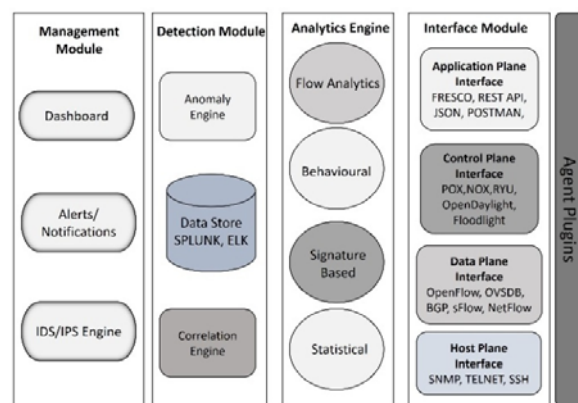 Management
Module
Dashboard
Alerts/
Notifications
IDS/IPS Engine
Detection Module
Anomaly
Engine
Data Store
SPLUNK, ELK
Correlation
Engine
Analytics Engine
Flow Analytics
Behavioural
Signature
Based
Statistical
Interface Module
Application Plane
Interface
FRESCO, REST API,
JSON, POSTMAN,
Control Plane
Interface
POX,NOX,RYU,
OpenDaylight,
Floodlight
Data Plane
Interface
OpenFlow, OVSDB,
BGP, sFlow, NetFlow
Host Plane
Interface
SNMP, TELNET, SSH
Agent Plugins